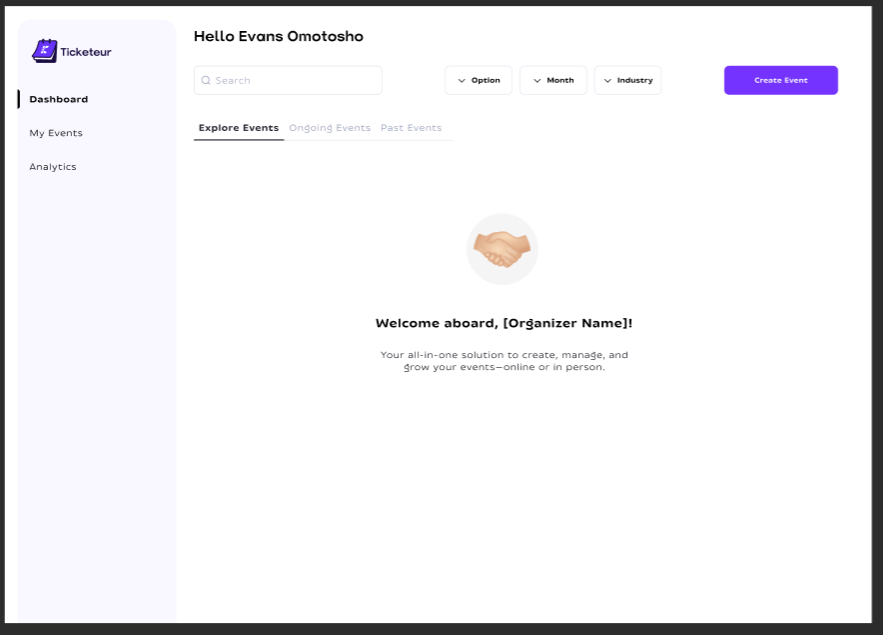 Ticketeur
Dashboard
My Events
Analytics
Hello Evans Omotosho
Search
Option
Month
Industry
Create Event
Explore Events
Ongoing Events
Past Events
Welcome aboard, [Organizer Name]!
Your all-in-one solution to create, manage, and
grow your events—online or in person.